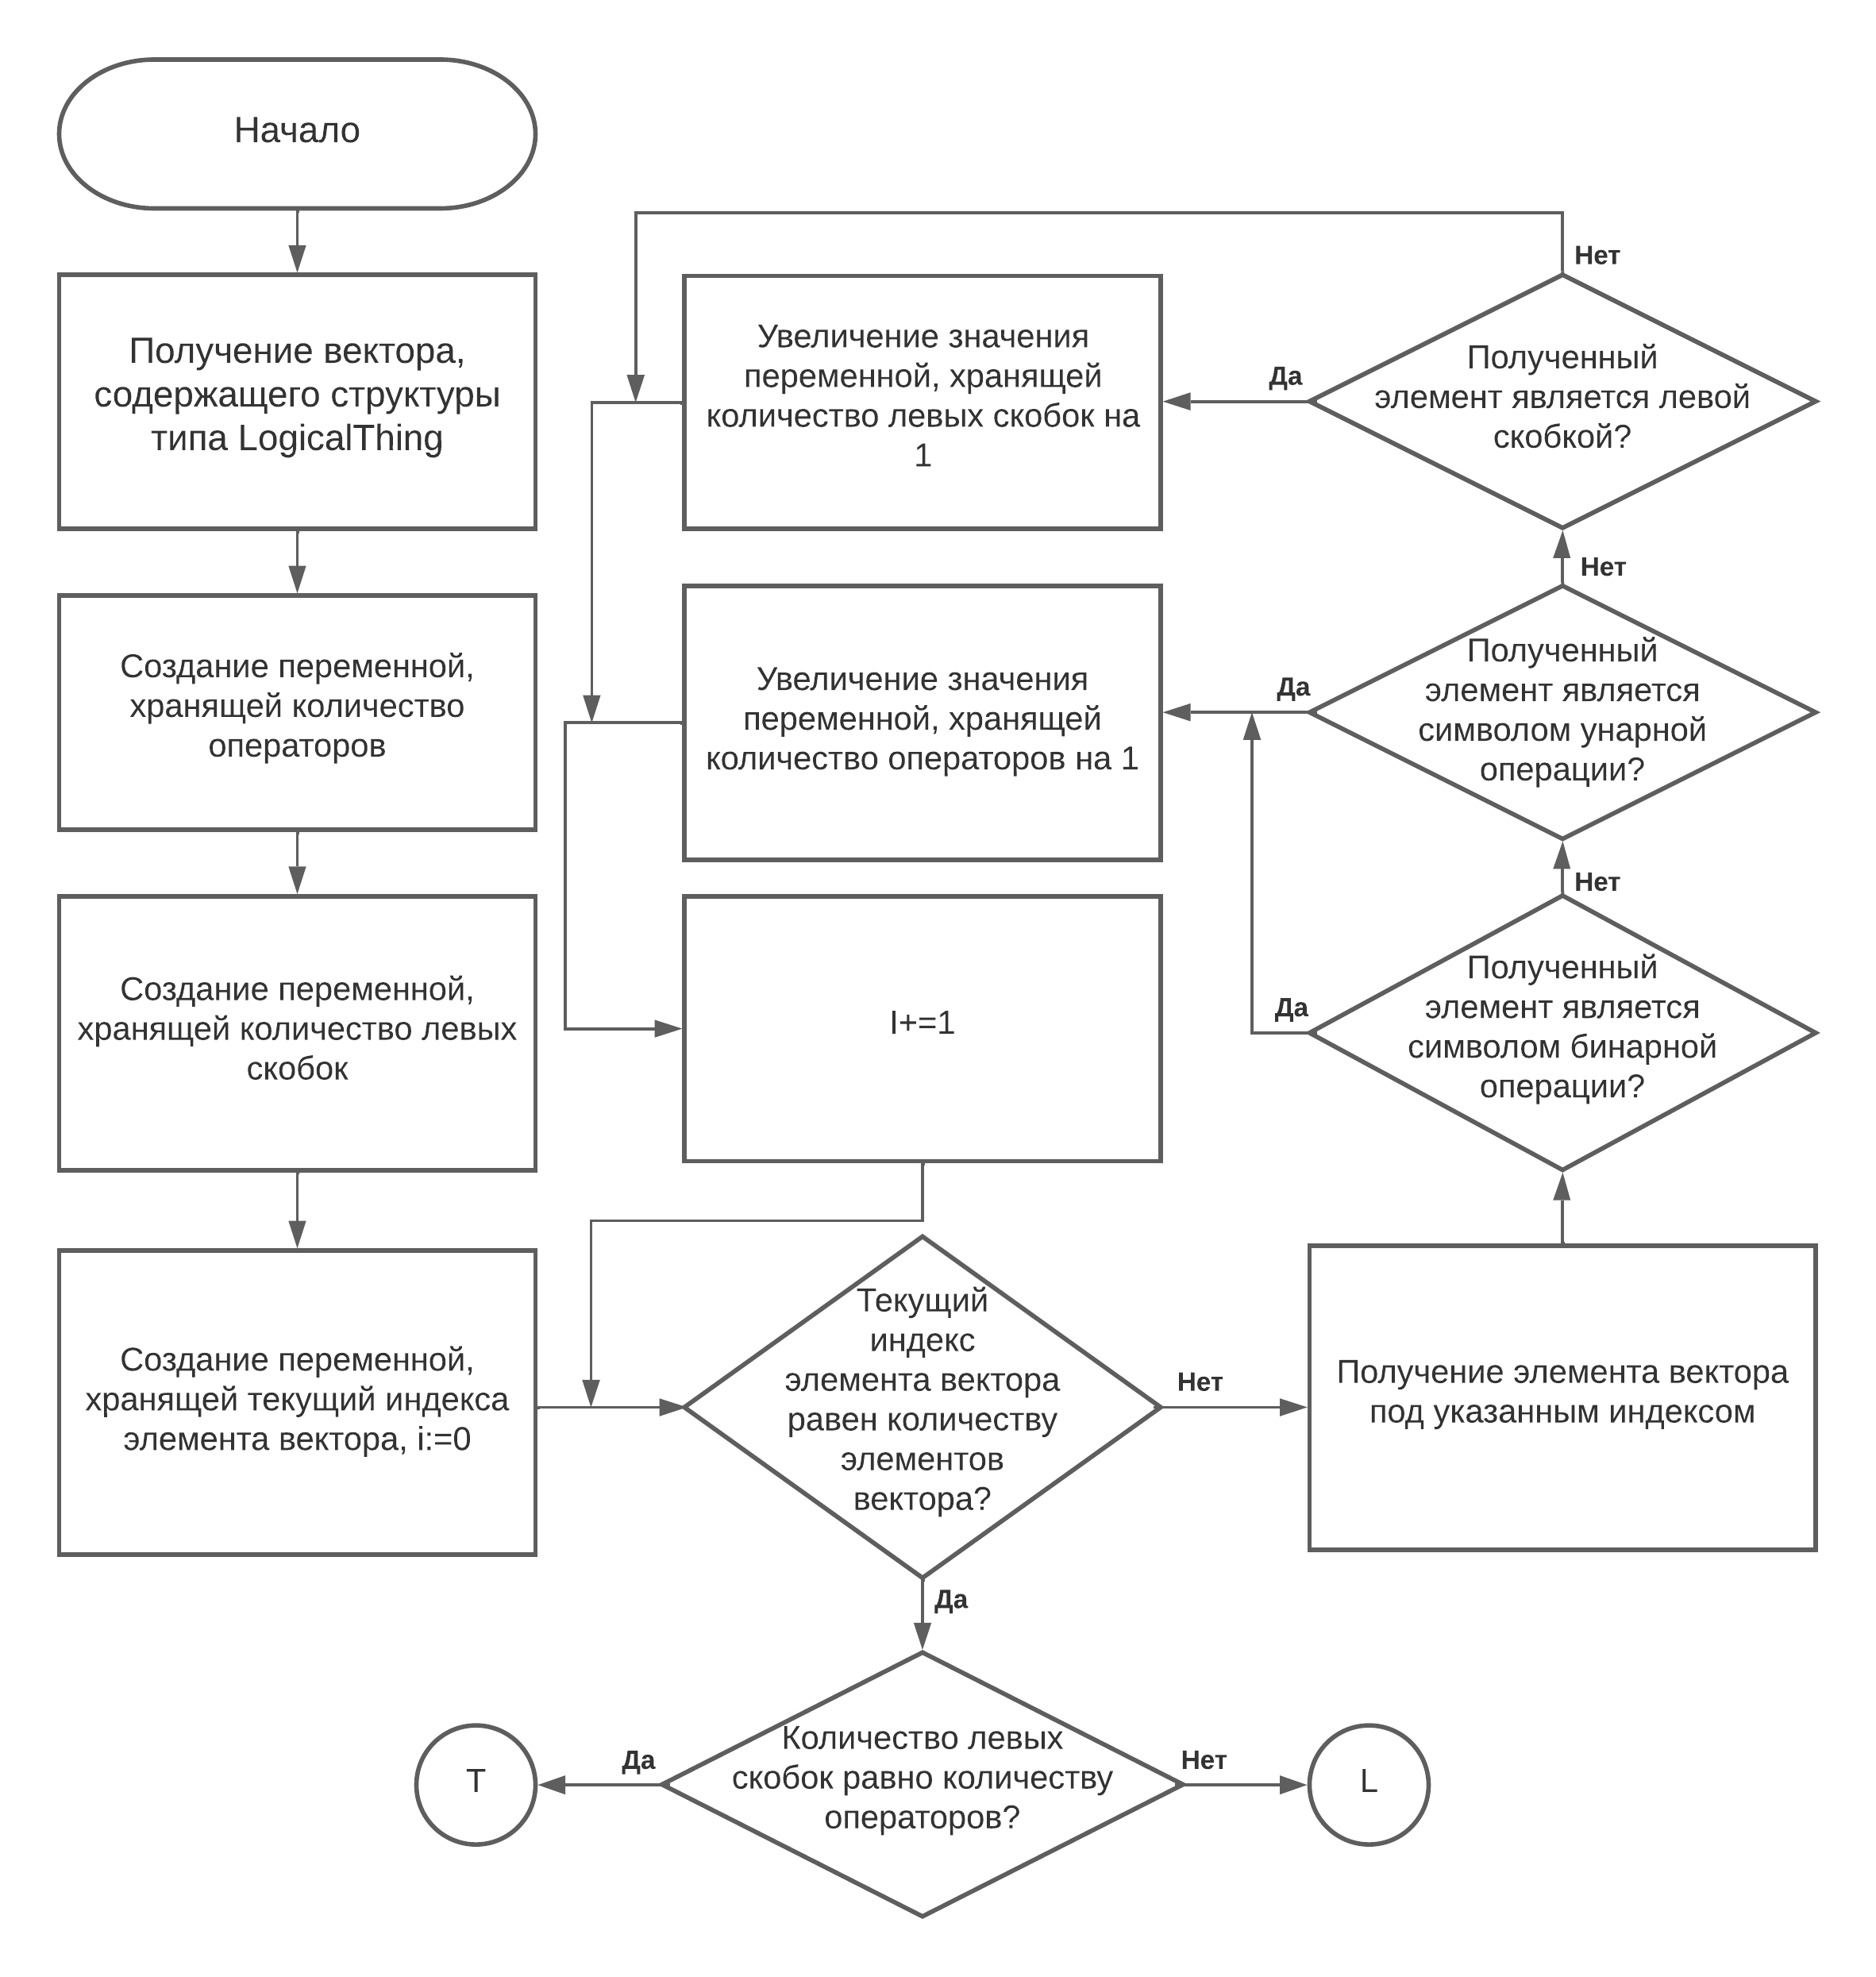 Начало
Получение вектора,
содержащего структуры
типа LogicalThing
Создание переменной,
хранящей количество
операторов
Создание переменной,
хранящей количество левых
скобок
Создание переменной,
хранящей текущий индекса
элемента вектора, i:=0
Текущий
индекс
элемента вектора
равен количеству
элементов
вектора?
Нет
Да
Получение элемента вектора
под указанным индексом
Полученный
элемент является
символом бинарной
операции?
Да
Нет
Полученный
элемент является
символом унарной
операции?
Да
Нет
Полученный
элемент является левой
скобкой?
Да
Нет
Увеличение значения
переменной, хранящей
количество левых скобок на
1
Увеличение значения
переменной, хранящей
количество операторов на 1
I+=1
Количество левых
скобок равно количеству
операторов?
Да
Нет
T
L